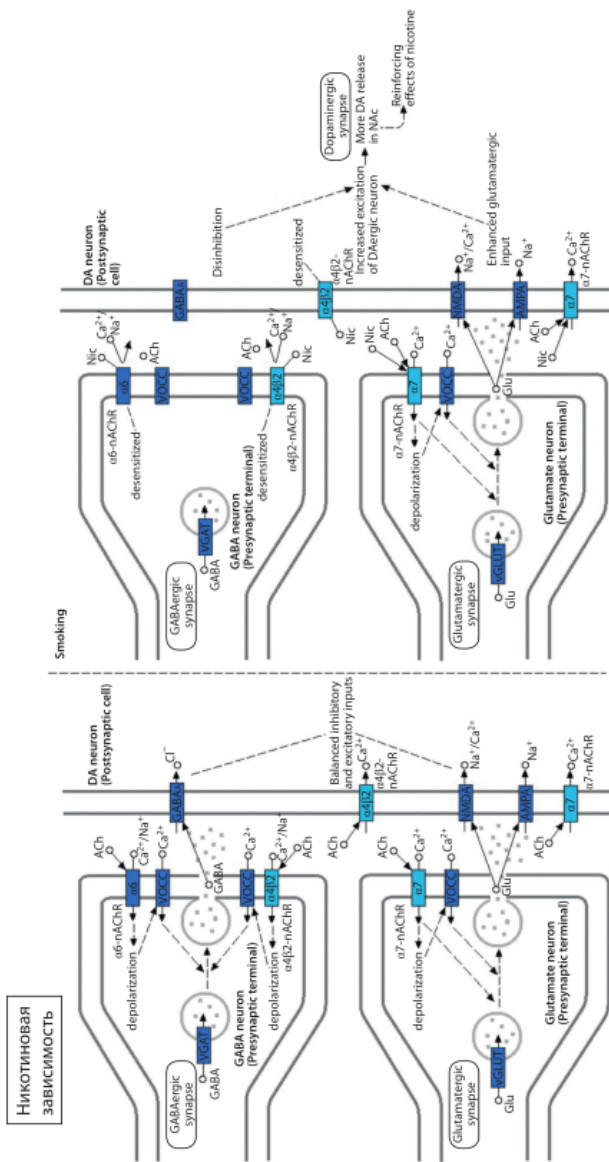 Никотиновая
зависимость
DA neuron
(Postsynaptic cell)
GABAergic
synapse
GABA
VGAT
GABA neuron
(Presynaptic terminal)
α6-nAChR
depolarization
ACh
α6
Ca²⁺/Na⁺
VOCC
Ca²⁺
GABA
GABAA
Cl⁻
VOCC
Ca²⁺
α4β2
Ca²⁺/Na⁺
ACh
depolarization
α4β2-nAChR
Balanced inhibitory
and excitatory inputs
ACh
α4β2
Ca²⁺
α4β2-
nAChR
Glutamatergic
synapse
Glu
vGLUT
Glutamate neuron
(Presynaptic terminal)
α7-nAChR
depolarization
ACh
α7
Ca²⁺
VOCC
Ca²⁺
Glu
NMDA
Na⁺/Ca²⁺
AMPA
Na⁺
ACh
α7
Ca²⁺
α7-nAChR
Smoking
DA neuron
(Postsynaptic
cell)
GABAergic
synapse
GABA
VGAT
GABA neuron
(Presynaptic terminal)
α6-nAChR
desensitized
Nic
α6
Ca²⁺/
Na⁺
ACh
VOCC
GABAA
VOCC
ACh
α4β2
Ca²⁺/
Na⁺
Nic
desensitized
α4β2-nAChR
Disinhibition
desensitized
Nic
α4β2
α4β2-
nAChR
Increased excitation
of DAergic neuron
Dopaminergic
synapse
More DA release
in NAc
Reinforcing
effects of nicotine
Enhanced glutamatergic
input
Glutamatergic
synapse
Glu
vGLUT
Glutamate neuron
(Presynaptic terminal)
α7-nAChR
depolarization
Nic
ACh
α7
Ca²⁺
VOCC
Ca²⁺
Glu
NMDA
Na⁺/Ca²⁺
AMPA
Na⁺
ACh
Nic
α7
Ca²⁺
α7-nAChR